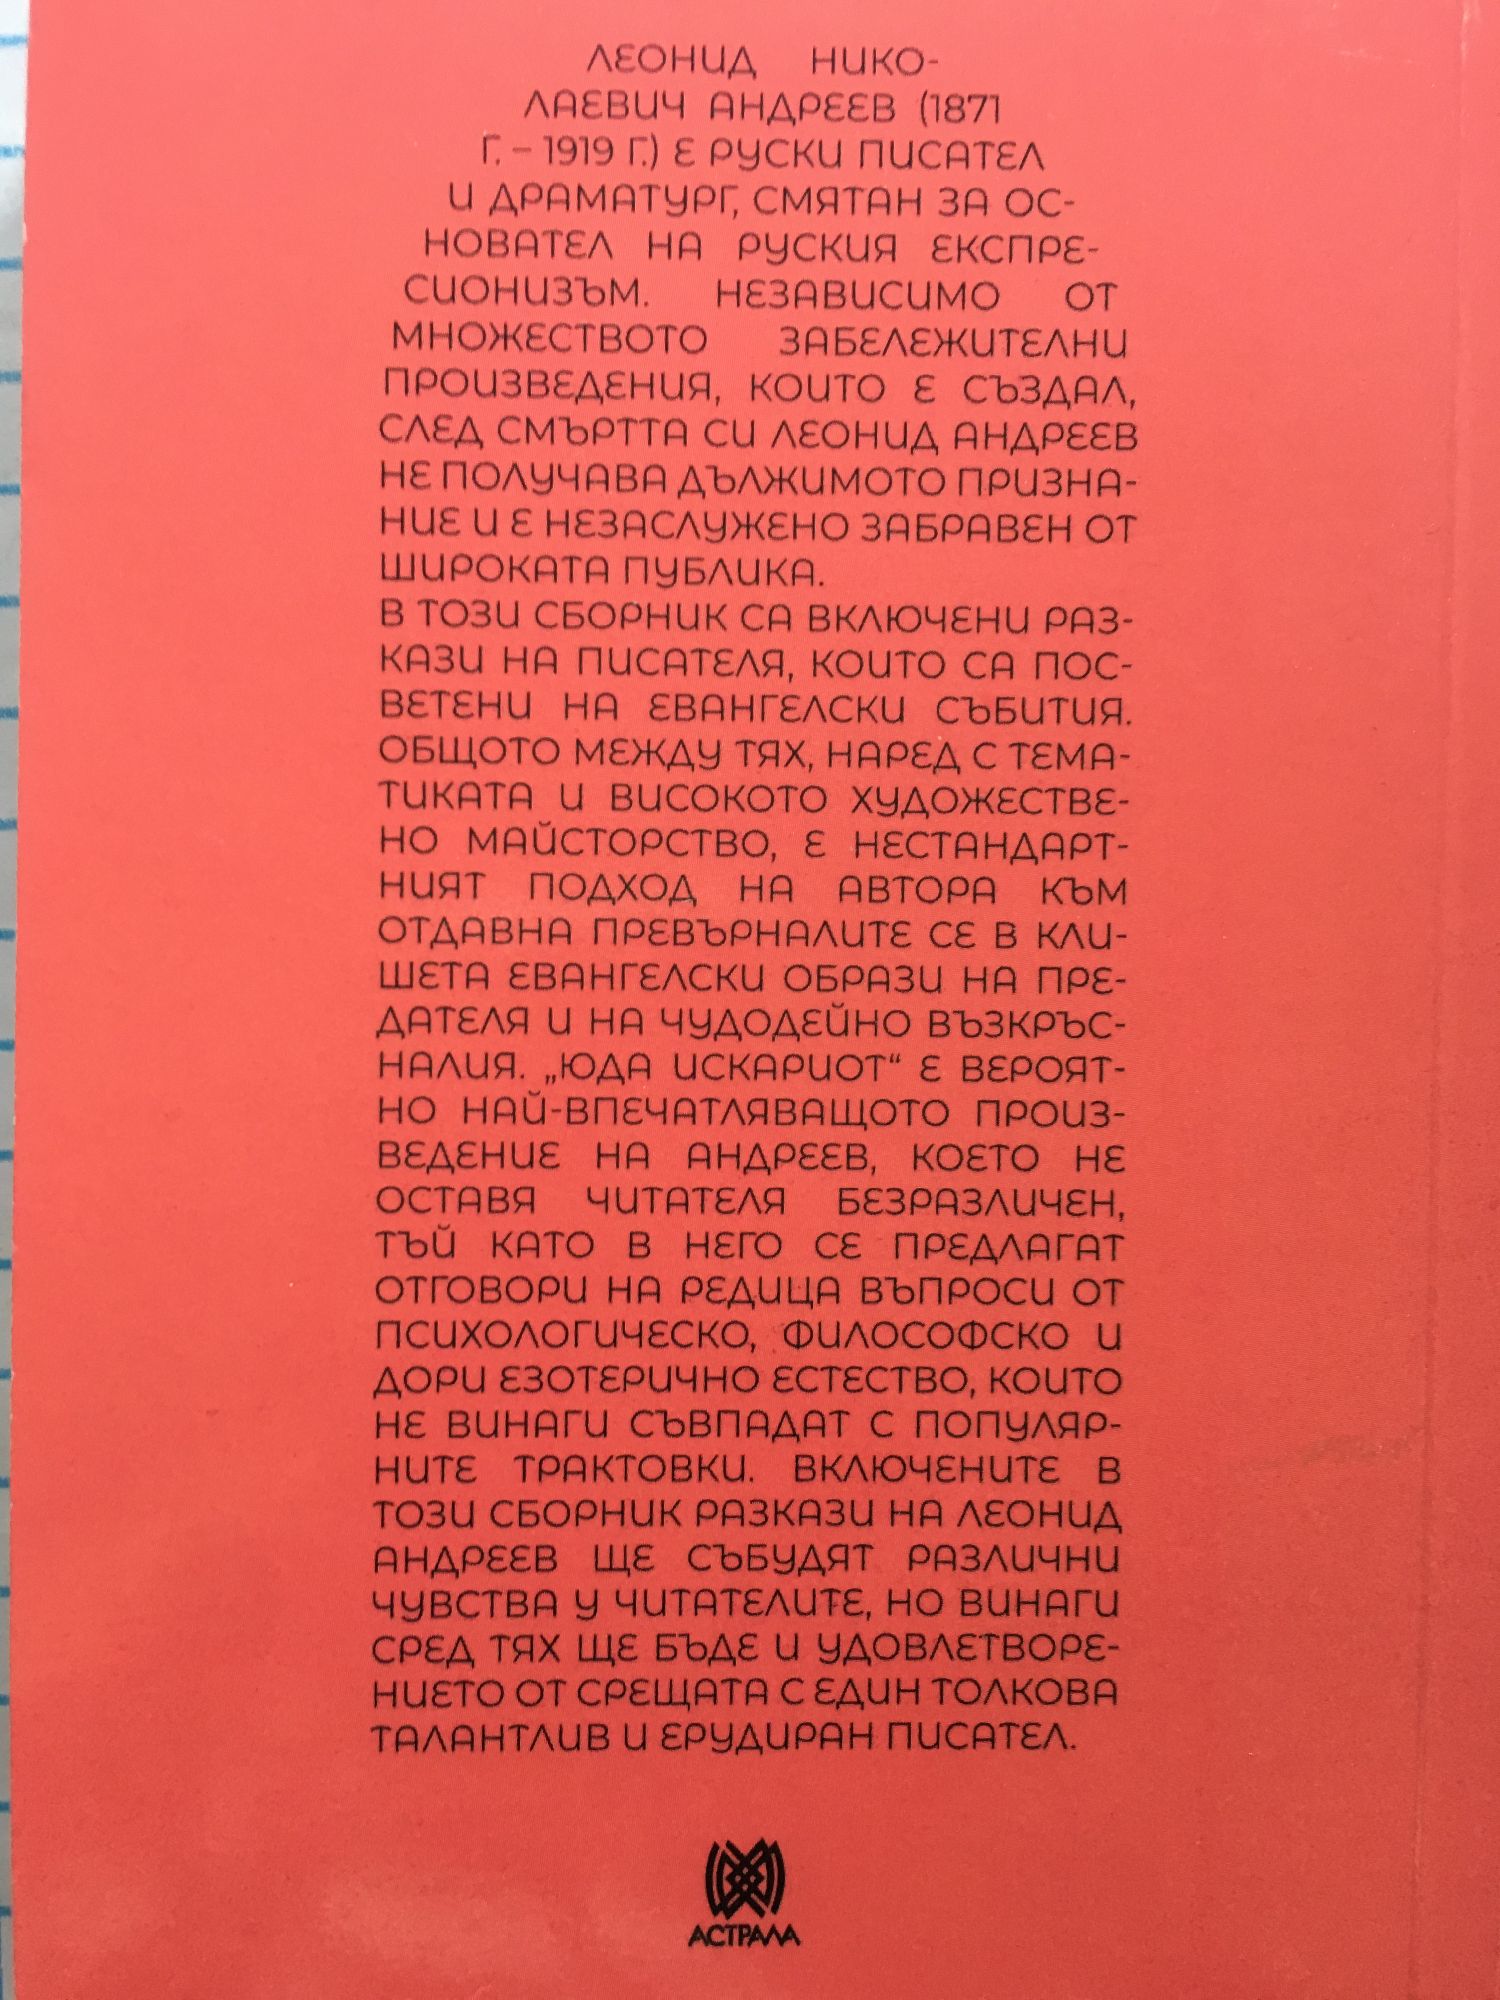 ЛЕОНИД НИКО-
ЛАЕВИЧ АНДРЕЕВ (1871
Г. – 1919 Г.) Е РУСКИ ПИСАТЕЛ
И ДРАМАТУРГ, СМЯТАН ЗА ОС-
НОВАТЕЛ НА РУСКИЯ ЕКСПРЕ-
СИОНИЗЪМ. НЕЗАВИСИМО ОТ
МНОЖЕСТВОТО ЗАБЕЛЕЖИТЕЛНИ
ПРОИЗВЕДЕНИЯ, КОИТО Е СЪЗДАЛ,
СЛЕД СМЪРТТА СИ ЛЕОНИД АНДРЕЕВ
НЕ ПОЛУЧАВА ДЪЛЖИМОТО ПРИЗНА-
НИЕ И Е НЕЗАСЛУЖЕНО ЗАБРАВЕН ОТ
ШИРОКАТА ПУБЛИКА.
В ТОЗИ СБОРНИК СА ВКЛЮЧЕНИ РАЗ-
КАЗИ НА ПИСАТЕЛЯ, КОИТО СА ПОС-
ВЕТЕНИ НА ЕВАНГЕЛСКИ СЪБИТИЯ.
ОБЩОТО МЕЖДУ ТЯХ, НАРЕД С ТЕМА-
ТИКАТА И ВИСОКОТО ХУДОЖЕСТВЕ-
НО МАЙСТОРСТВО, Е НЕСТАНДАРТ-
НИЯТ ПОДХОД НА АВТОРА КЪМ
ОТДАВНА ПРЕВЪРНАЛИТЕ СЕ В КЛИ-
ШЕТА ЕВАНГЕЛСКИ ОБРАЗИ НА ПРЕ-
ДАТЕЛЯ И НА ЧУДОДЕЙНО ВЪЗКРЪС-
НАЛИЯ. „ЮДА ИСКАРИОТ“ Е ВЕРОЯТ-
НО НАЙ-ВПЕЧАТЛЯВАЩОТО ПРОИЗ-
ВЕДЕНИЕ НА АНДРЕЕВ, КОЕТО НЕ
ОСТАВЯ ЧИТАТЕЛЯ БЕЗРАЗЛИЧЕН,
ТЪЙ КАТО В НЕГО СЕ ПРЕДЛАГАТ
ОТГОВОРИ НА РЕДИЦА ВЪПРОСИ ОТ
ПСИХОЛОГИЧЕСКО, ФИЛОСОФСКО И
ДОРИ ЕЗОТЕРИЧНО ЕСТЕСТВО, КОИТО
НЕ ВИНАГИ СЪВПАДАТ С ПОПУЛЯР-
НИТЕ ТРАКТОВКИ. ВКЛЮЧЕНИТЕ В
ТОЗИ СБОРНИК РАЗКАЗИ НА ЛЕОНИД
АНДРЕЕВ ЩЕ СЪБУДЯТ РАЗЛИЧНИ
ЧУВСТВА У ЧИТАТЕЛИТЕ, НО ВИНАГИ
СРЕД ТЯХ ЩЕ БЪДЕ И УДОВЛЕТВОРЕ-
НИЕТО ОТ СРЕЩАТА С ЕДИН ТОЛКОВА
ТАЛАНТЛИВ И ЕРУДИРАН ПИСАТЕЛ.
АСТРАЛА